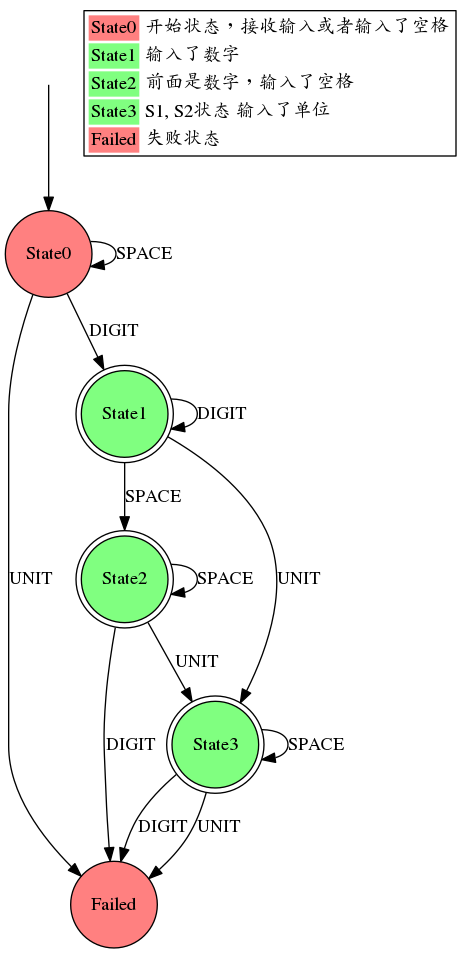 State0 开始状态，接收输入或者输入了空格
State1 输入了数字
State2 前面是数字，输入了空格
State3 S1, S2状态 输入了单位
Failed 失败状态
State0
SPACE
DIGIT
State1
DIGIT
SPACE
State2
SPACE
UNIT
UNIT
UNIT
State3
SPACE
DIGIT
DIGIT
UNIT
Failed